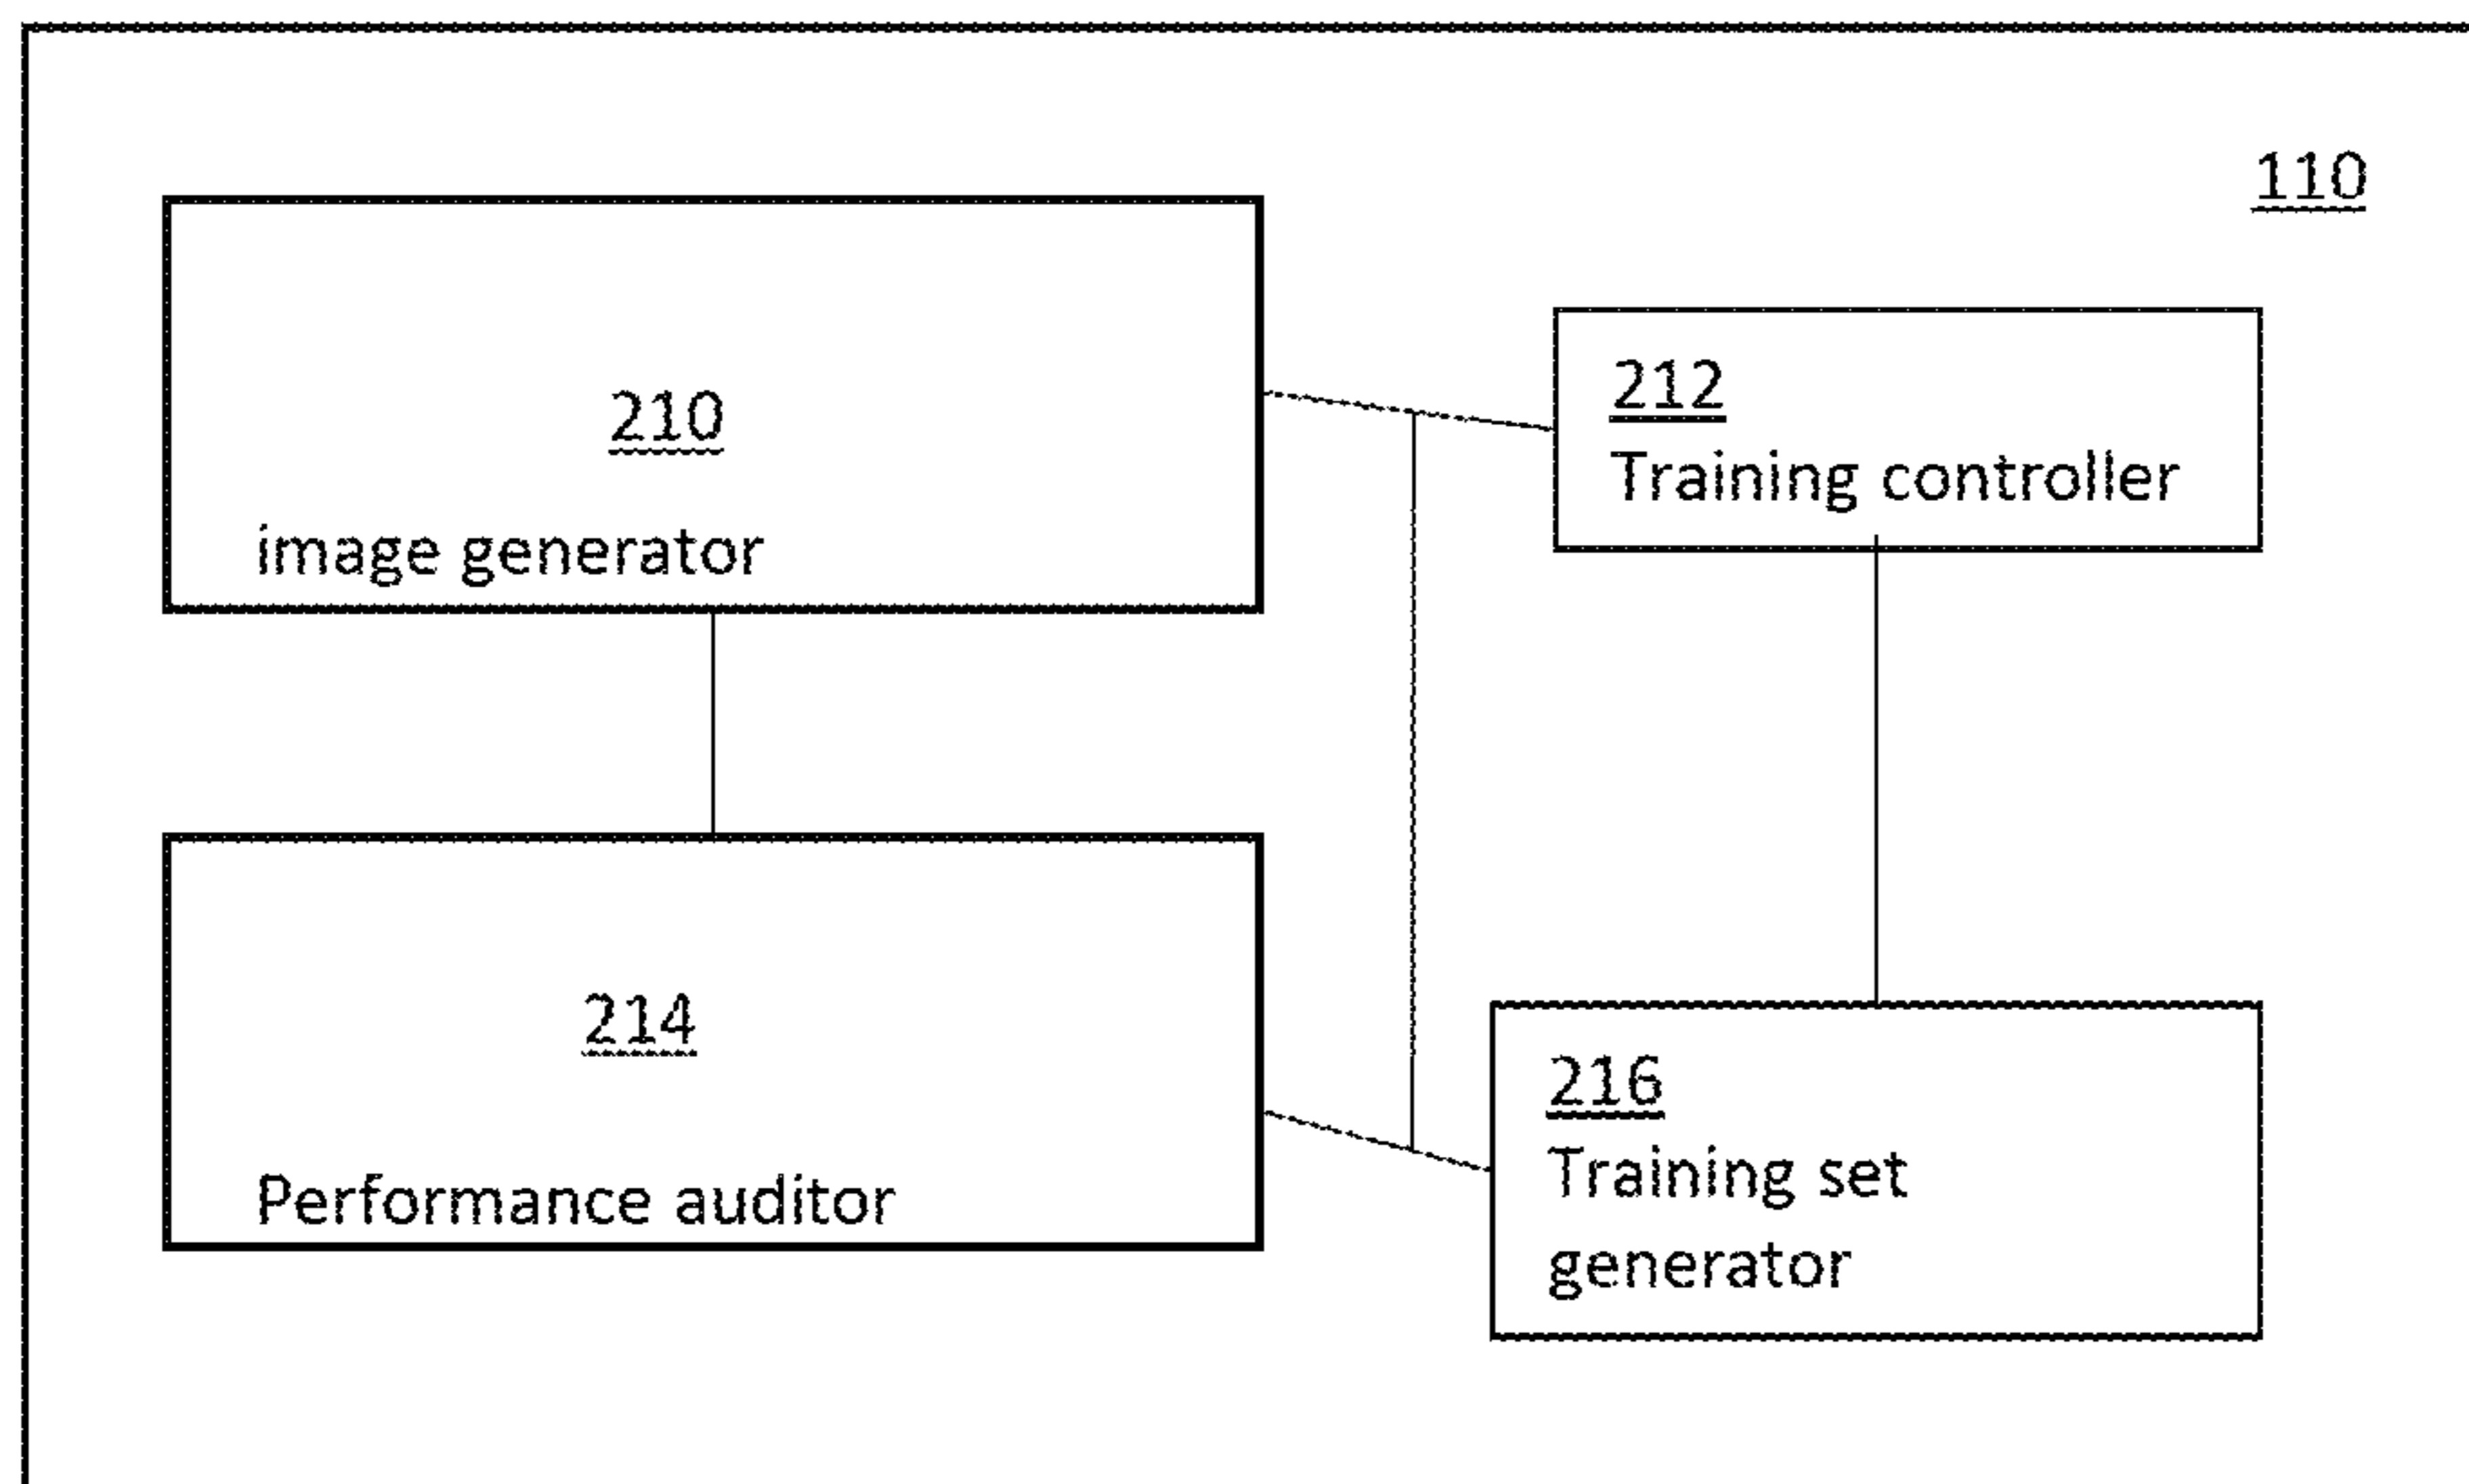 110
210
image generator
212
Training controller
214
Performance auditor
216
Training set
generator